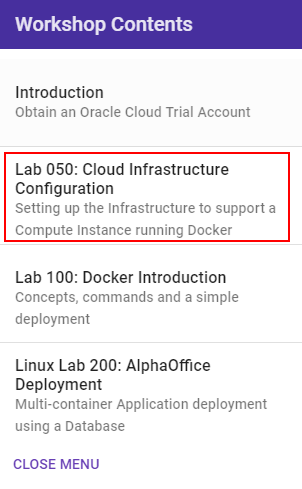 Workshop Contents
Introduction
Obtain an Oracle Cloud Trial Account
Lab 050: Cloud Infrastructure
Configuration
Setting up the Infrastructure to support a
Compute Instance running Docker
Lab 100: Docker Introduction
Concepts, commands and a simple
deployment
Linux Lab 200: AlphaOffice
Deployment
Multi-container Application deployment
using a Database
CLOSE MENU